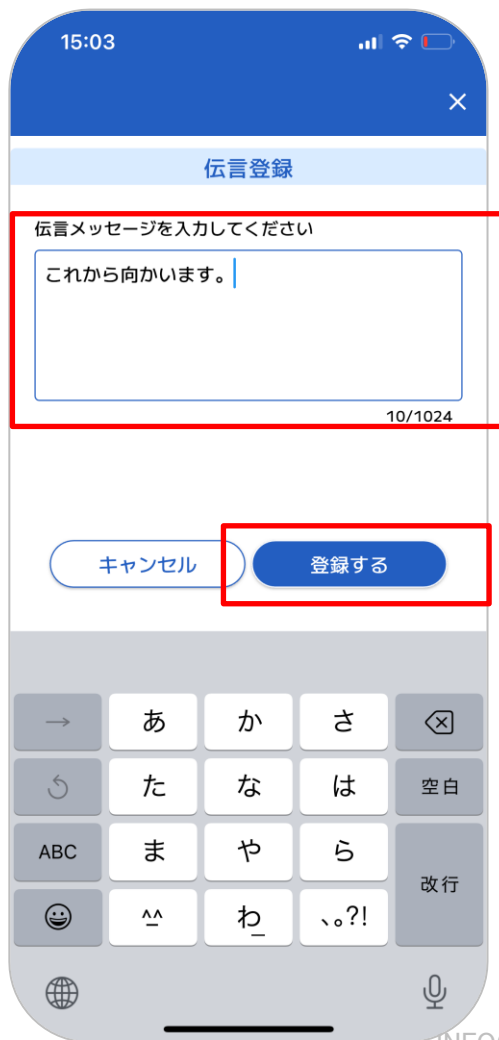 15:03
×
伝言登録
伝言メッセージを入力してください
これから向かいます。
10/1024
キャンセル 登録する
→ あ か さ
た な は 空白
ABC ま や ら
改行
^^ わ_ 、。?!